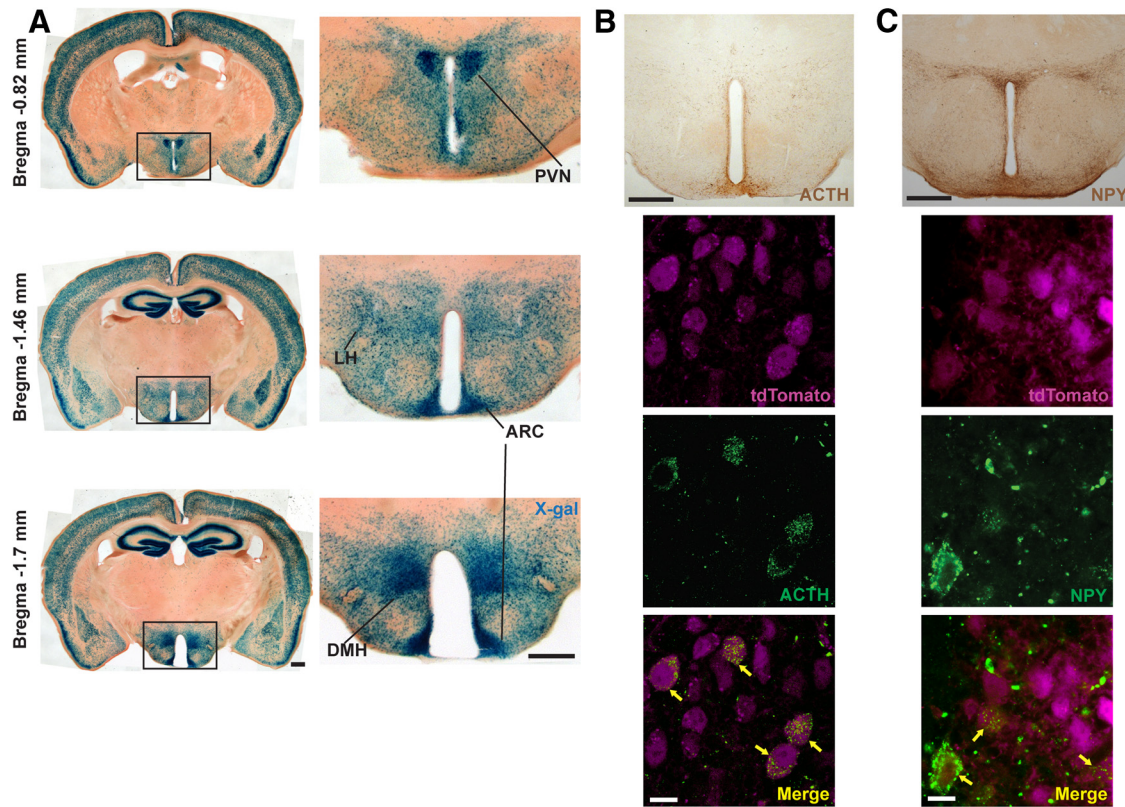 A
Bregma -0.82 mm
PVN
Bregma -1.46 mm
LH
ARC
Bregma -1.7 mm
X-gal
DMH
B
ACTH
tdTomato
ACTH
Merge
C
NPY
tdTomato
NPY
Merge